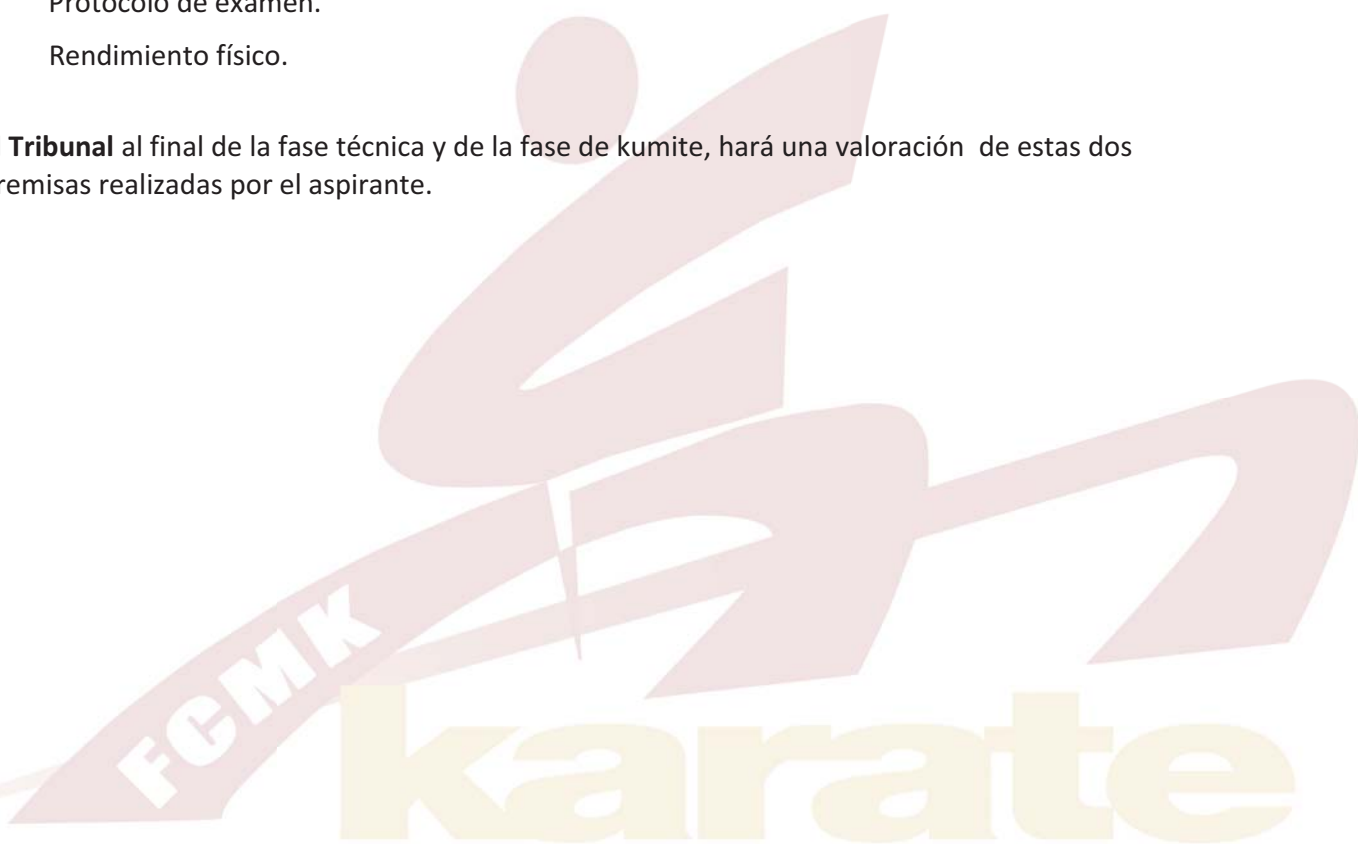 Protocolo de examen.
Rendimiento físico.
Tribunal al final de la fase técnica y de la fase de kumite, hará una valoración de estas dos
remisas realizadas por el aspirante.
FCMK
karate